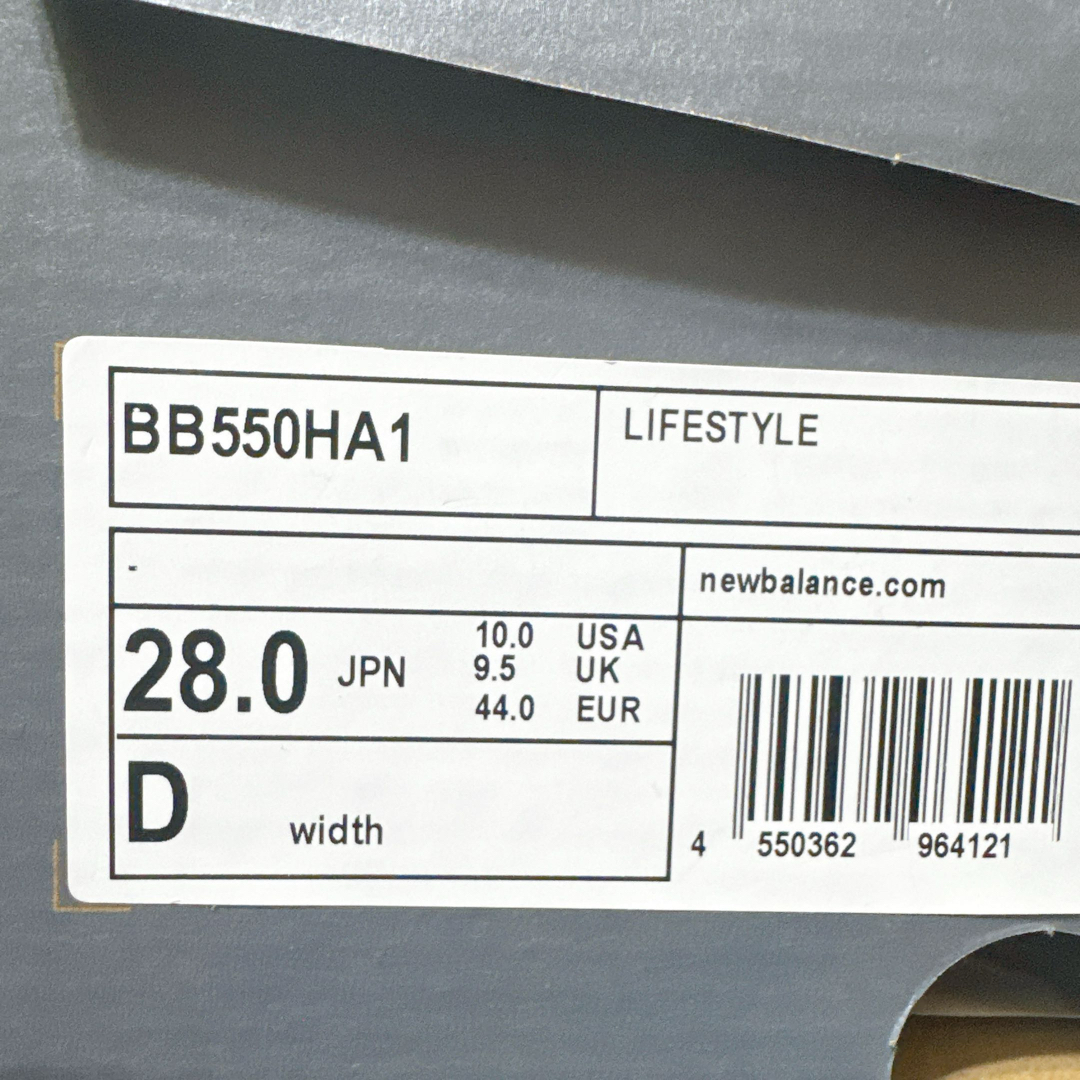 BB550HA1
LIFESTYLE
-
newbalance.com
28.0 JPN
10.0 USA
9.5 UK
44.0 EUR
D width
4 550362 964121